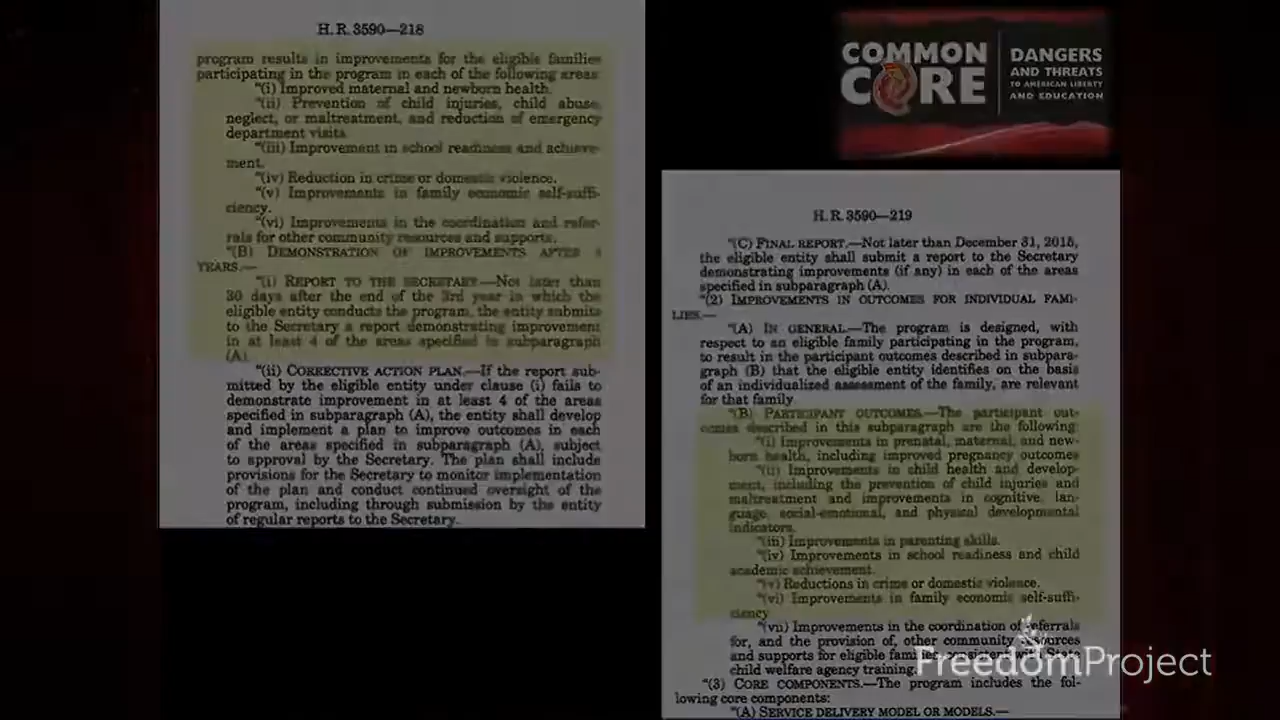 H. R. 3590—218
program results in improvements for the eligible families
participating in the program in each of the following areas:
"(i) Improved maternal and newborn health.
"(ii) Prevention of child injuries, child abuse,
neglect, or maltreatment, and reduction of emergency
department visits.
"(iii) Improvement in school readiness and achieve-
ment.
"(iv) Reduction in crime or domestic violence.
"(v) Improvements in family economic self-suffi-
ciency.
"(vi) Improvements in the coordination and refer-
rals for other community resources and supports.
"(B) DEMONSTRATION OF IMPROVEMENTS AFTER 3
YEARS.—
"(i) REPORT TO THE SECRETARY.—Not later than
30 days after the end of the 3rd year in which the
eligible entity conducts the program, the entity submits
to the Secretary a report demonstrating improvement
in at least 4 of the areas specified in subparagraph
(A).
"(ii) CORRECTIVE ACTION PLAN.—If the report sub-
mitted by the eligible entity under clause (i) fails to
demonstrate improvement in at least 4 of the areas
specified in subparagraph (A), the entity shall develop
and implement a plan to improve outcomes in each
of the areas specified in subparagraph (A), subject
to approval by the Secretary. The plan shall include
provisions for the Secretary to monitor implementation
of the plan and conduct continued oversight of the
program, including through submission by the entity
of regular reports to the Secretary.
COMMON
CORE
DANGERS
AND THREATS
TO AMERICAN LIBERTY
AND EDUCATION
H. R. 3590—219
"(C) FINAL REPORT.—Not later than December 31, 2015,
the eligible entity shall submit a report to the Secretary
demonstrating improvements (if any) in each of the areas
specified in subparagraph (A).
"(2) IMPROVEMENTS IN OUTCOMES FOR INDIVIDUAL FAMI-
LIES.—
"(A) IN GENERAL.—The program is designed, with
respect to an eligible family participating in the program,
to result in the participant outcomes described in subpara-
graph (B) that the eligible entity identifies on the basis
of an individualized assessment of the family, are relevant
for that family.
"(B) PARTICIPANT OUTCOMES.—The participant out-
comes described in this subparagraph are the following:
"(i) Improvements in prenatal, maternal, and new-
born health, including improved pregnancy outcomes
"(ii) Improvements in child health and develop-
ment, including the prevention of child injuries and
maltreatment and improvements in cognitive, lan-
guage, social-emotional, and physical developmental
indicators.
"(iii) Improvements in parenting skills.
"(iv) Improvements in school readiness and child
academic achievement.
"(v) Reductions in crime or domestic violence.
"(vi) Improvements in family economic self-suffi-
ciency.
"(vii) Improvements in the coordination of referrals
for, and the provision of, other community resources
and supports for eligible families, consistent with State
child welfare agency training.
"(3) CORE COMPONENTS.—The program includes the fol-
lowing core components:
"(A) SERVICE DELIVERY MODEL OR MODELS.—
FreedomProject